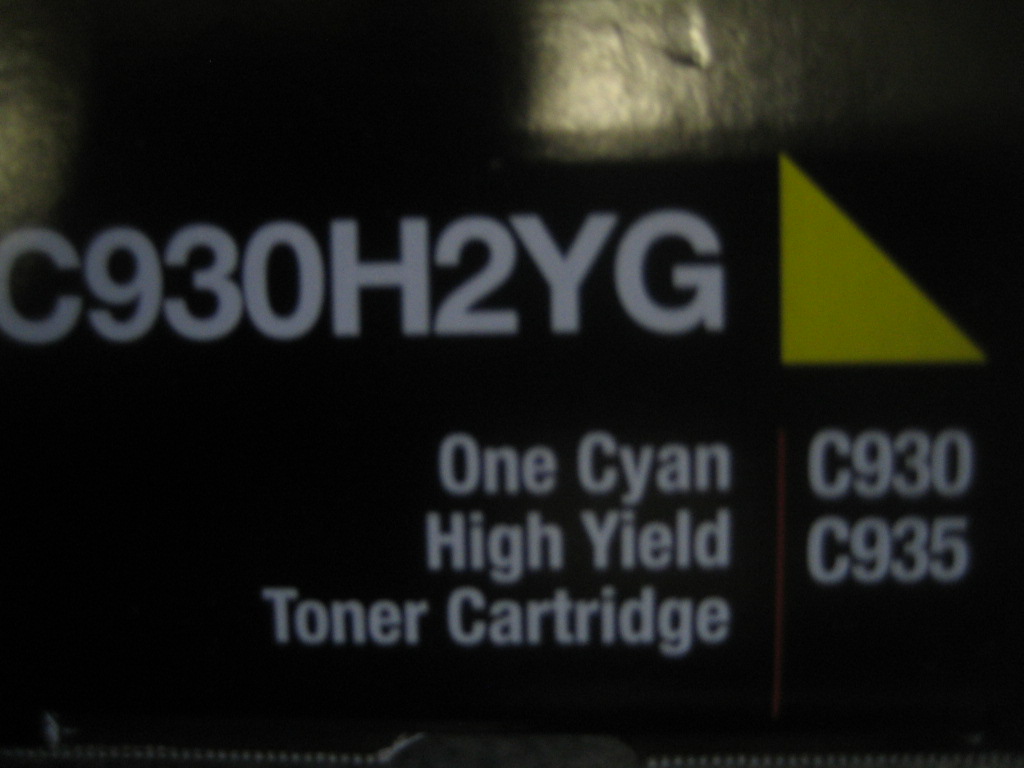 C930H2YG
One Cyan
High Yield
Toner Cartridge
C930
C935